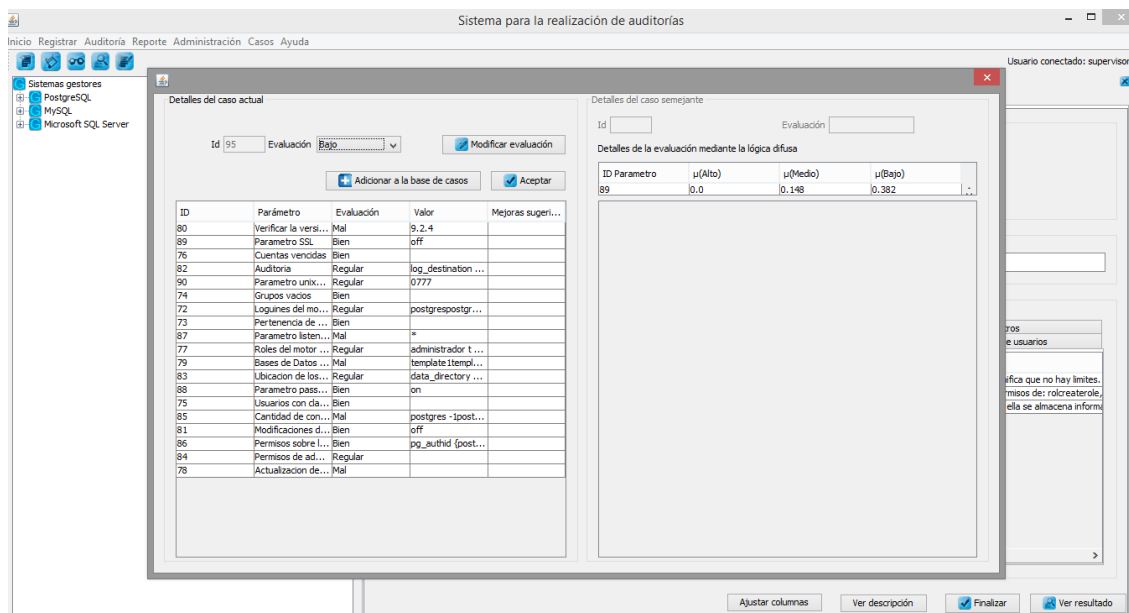 Sistema para la realización de auditorías
Inicio Registrar Auditoría Reporte Administración Casos Ayuda
Usuario conectado: supervisor
Sistemas gestores
PostgreSQL
MySQL
Microsoft SQL Server
Detalles del caso actual
Id 95 Evaluación Bajo Modificar evaluación
Adicionar a la base de casos Aceptar
ID Parámetro Evaluación Valor Mejoras sugeri...
80 Verificar la versi... Mal 9.2.4
89 Parametro SSL Bien off
76 Cuentas vencidas Bien
82 Auditoria Regular log_destination ...
90 Parametro unix... Regular 0777
74 Grupos vacios Bien
72 Loguines del mo... Regular postgrespostgr...
73 Pertenencia de ... Bien
87 Parametro listen... Mal *
77 Roles del motor ... Regular administrador t ...
79 Bases de Datos ... Mal template1templ...
83 Ubicacion de los... Regular data_directory ...
88 Parametro pass... Bien on
75 Usuarios con cla... Bien
85 Cantidad de con... Mal postgres -1post...
81 Modificaciones d... Bien off
86 Permisos sobre l... Bien pg_authid {post...
84 Permisos de ad... Regular
78 Actualizacion de... Mal
Detalles del caso semejante
Id Evaluación
Detalles de la evaluación mediante la lógica difusa
ID Parametro μ(Alto) μ(Medio) μ(Bajo)
89 0.0 0.148 0.382
tros
e usuarios
ifica que no hay limites.
rmisos de: rolcreaterole,
ella se almacena informa
Ajustar columnas Ver descripción Finalizar Ver resultado